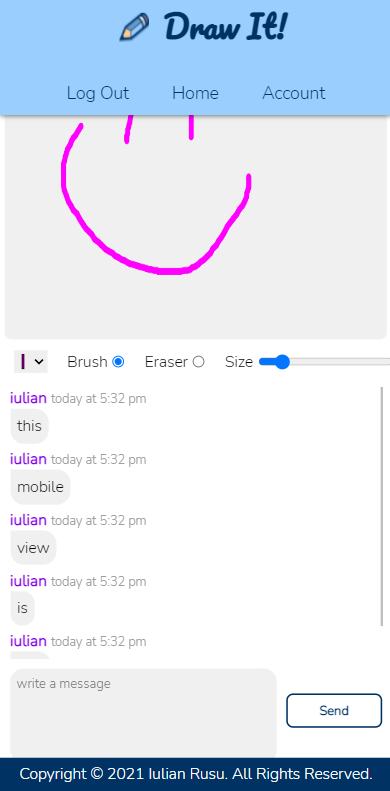 Draw It!
Log Out Home Account
Brush Eraser Size
iulian today at 5:32 pm
this
iulian today at 5:32 pm
mobile
iulian today at 5:32 pm
view
iulian today at 5:32 pm
is
iulian today at 5:32 pm
write a message
Send
Copyright © 2021 Iulian Rusu. All Rights Reserved.